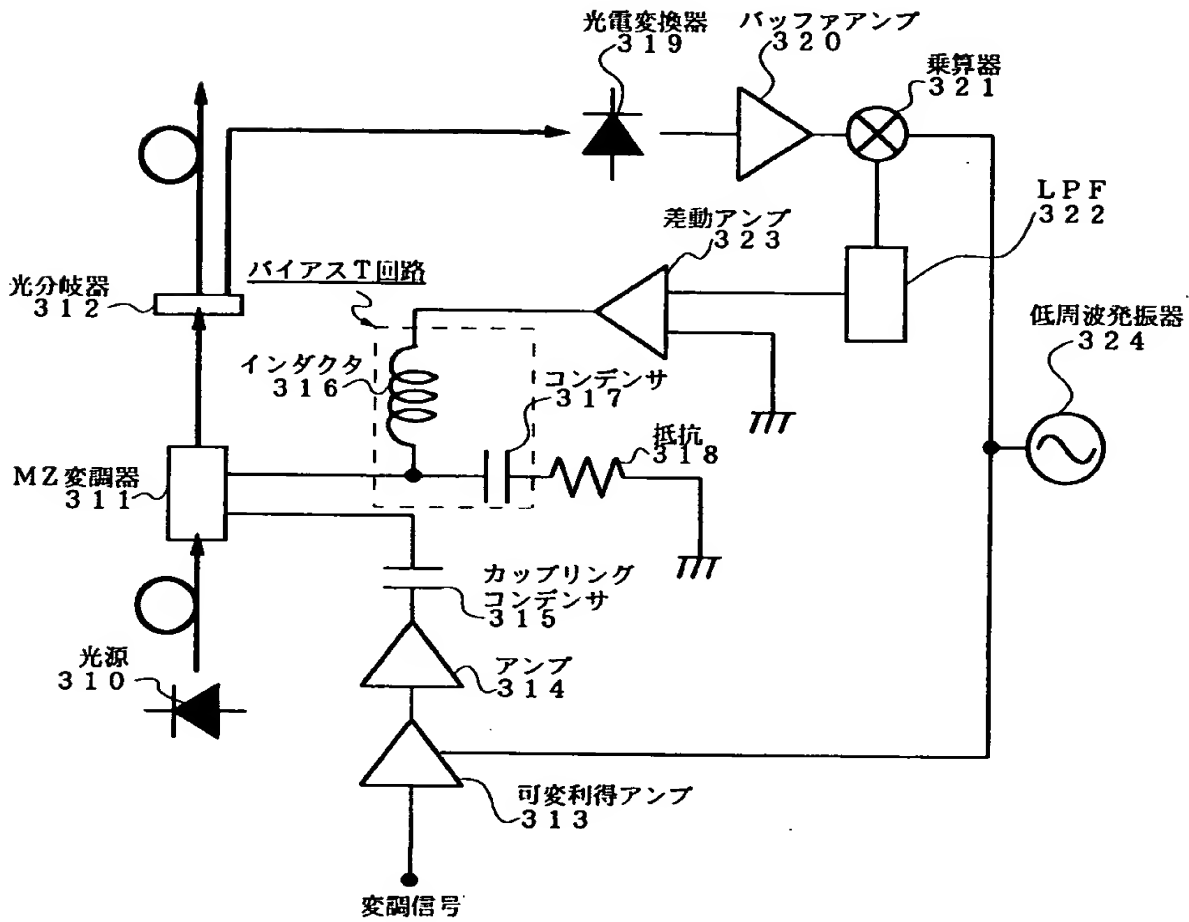 光電変換器
３１９
バッファアンプ
３２０
乗算器
３２１
ＬＰＦ
３２２
差動アンプ
３２３
バイアスＴ回路
光分岐器
３１２
低周波発振器
３２４
インダクタ
３１６
コンデンサ
３１７
抵抗
３１８
ＭＺ変調器
３１１
カップリング
コンデンサ
３１５
光源
３１０
アンプ
３１４
可変利得アンプ
３１３
変調信号